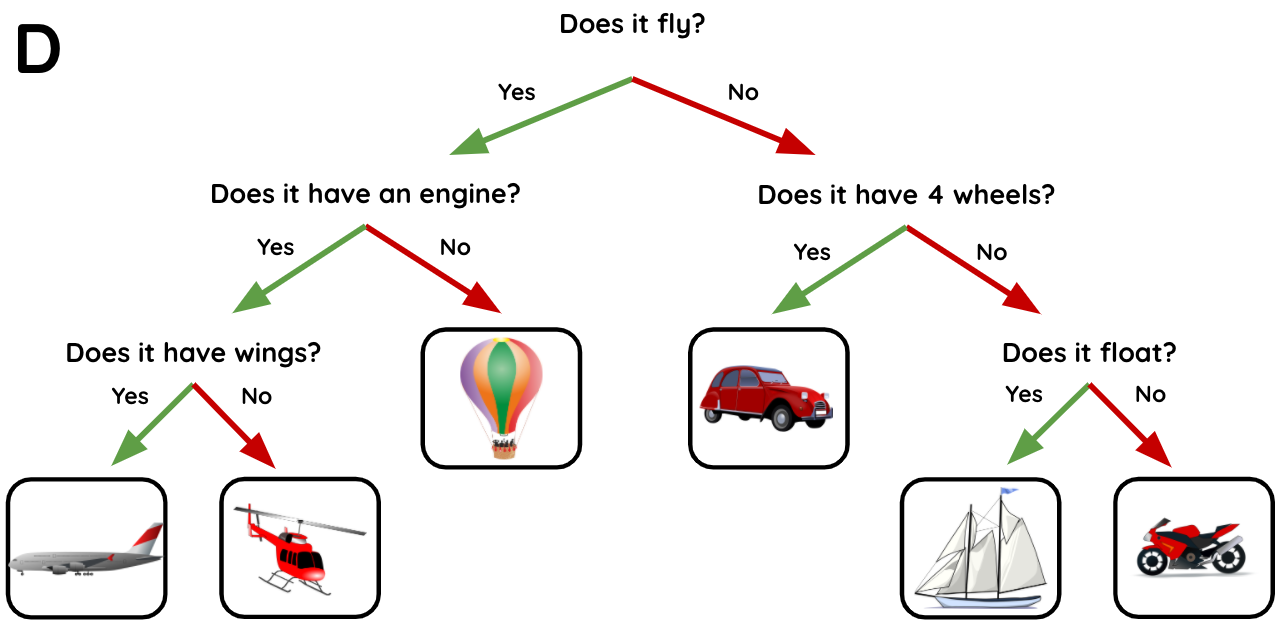 D
Does it fly?
Yes
No
Does it have an engine?
Does it have 4 wheels?
Yes
No
Yes
No
Does it have wings?
Does it float?
Yes
No
Yes
No